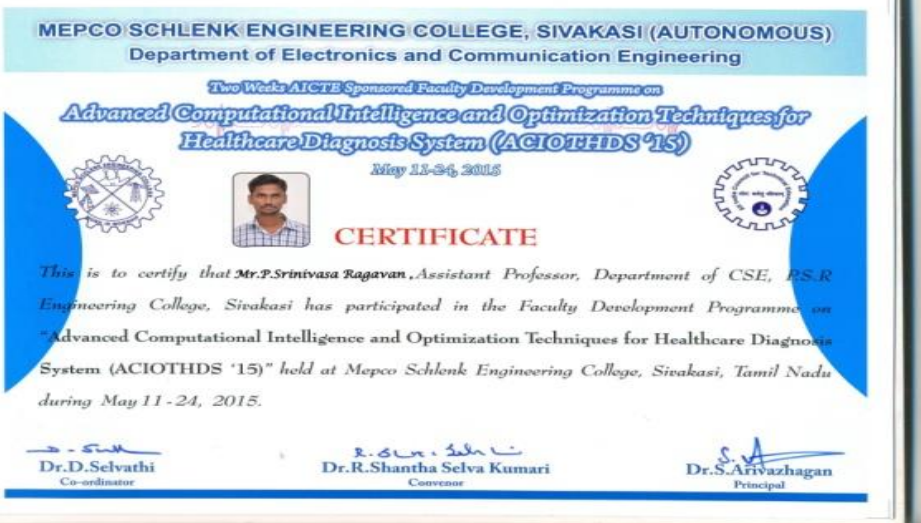 MEPCO SCHLENK ENGINEERING COLLEGE, SIVAKASI (AUTONOMOUS)
Department of Electronics and Communication Engineering
Two Weeks AICTE Sponsored Faculty Development Programme on
Advanced Computational Intelligence and Optimization Techniques for
Healthcare Diagnosis System (ACIOTHDS '15)
May 11-24, 2015
CERTIFICATE
This is to certify that Mr.P.Srinivasa Ragavan, Assistant Professor, Department of CSE, P.S.R
Engineering College, Sivakasi has participated in the Faculty Development Programme on
"Advanced Computational Intelligence and Optimization Techniques for Healthcare Diagnosis
System (ACIOTHDS '15)" held at Mepco Schlenk Engineering College, Sivakasi, Tamil Nadu
during May 11 - 24, 2015.
Dr.D.Selvathi
Co-ordinator
Dr.R.Shantha Selva Kumari
Convenor
Dr.S.Arivazhagan
Principal